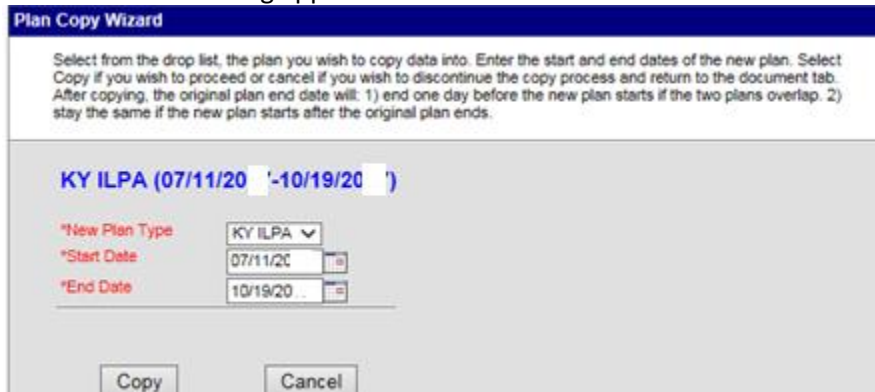 Plan Copy Wizard
Select from the drop list, the plan you wish to copy data into. Enter the start and end dates of the new plan. Select
Copy if you wish to proceed or cancel if you wish to discontinue the copy process and return to the document tab.
After copying, the original plan end date will: 1) end one day before the new plan starts if the two plans overlap. 2)
stay the same if the new plan starts after the original plan ends.
KY ILPA (07/11/20 -10/19/20 )
*New Plan Type KY ILPA
*Start Date 07/11/20
*End Date 10/19/20
Copy Cancel